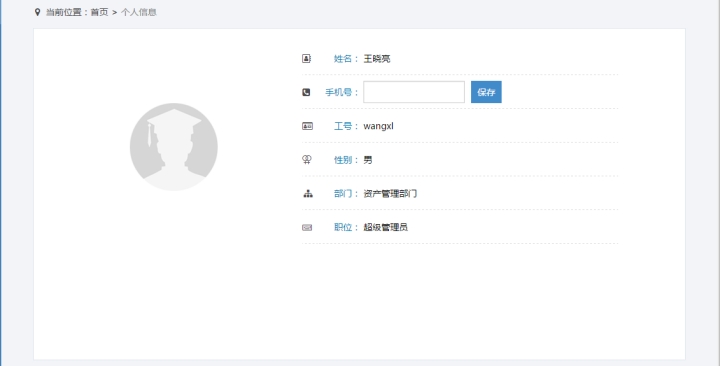 当前位置：首页 > 个人信息
姓名： 王晓亮
手机号： 保存
工号： wangxl
性别： 男
部门： 资产管理部门
职位： 超级管理员